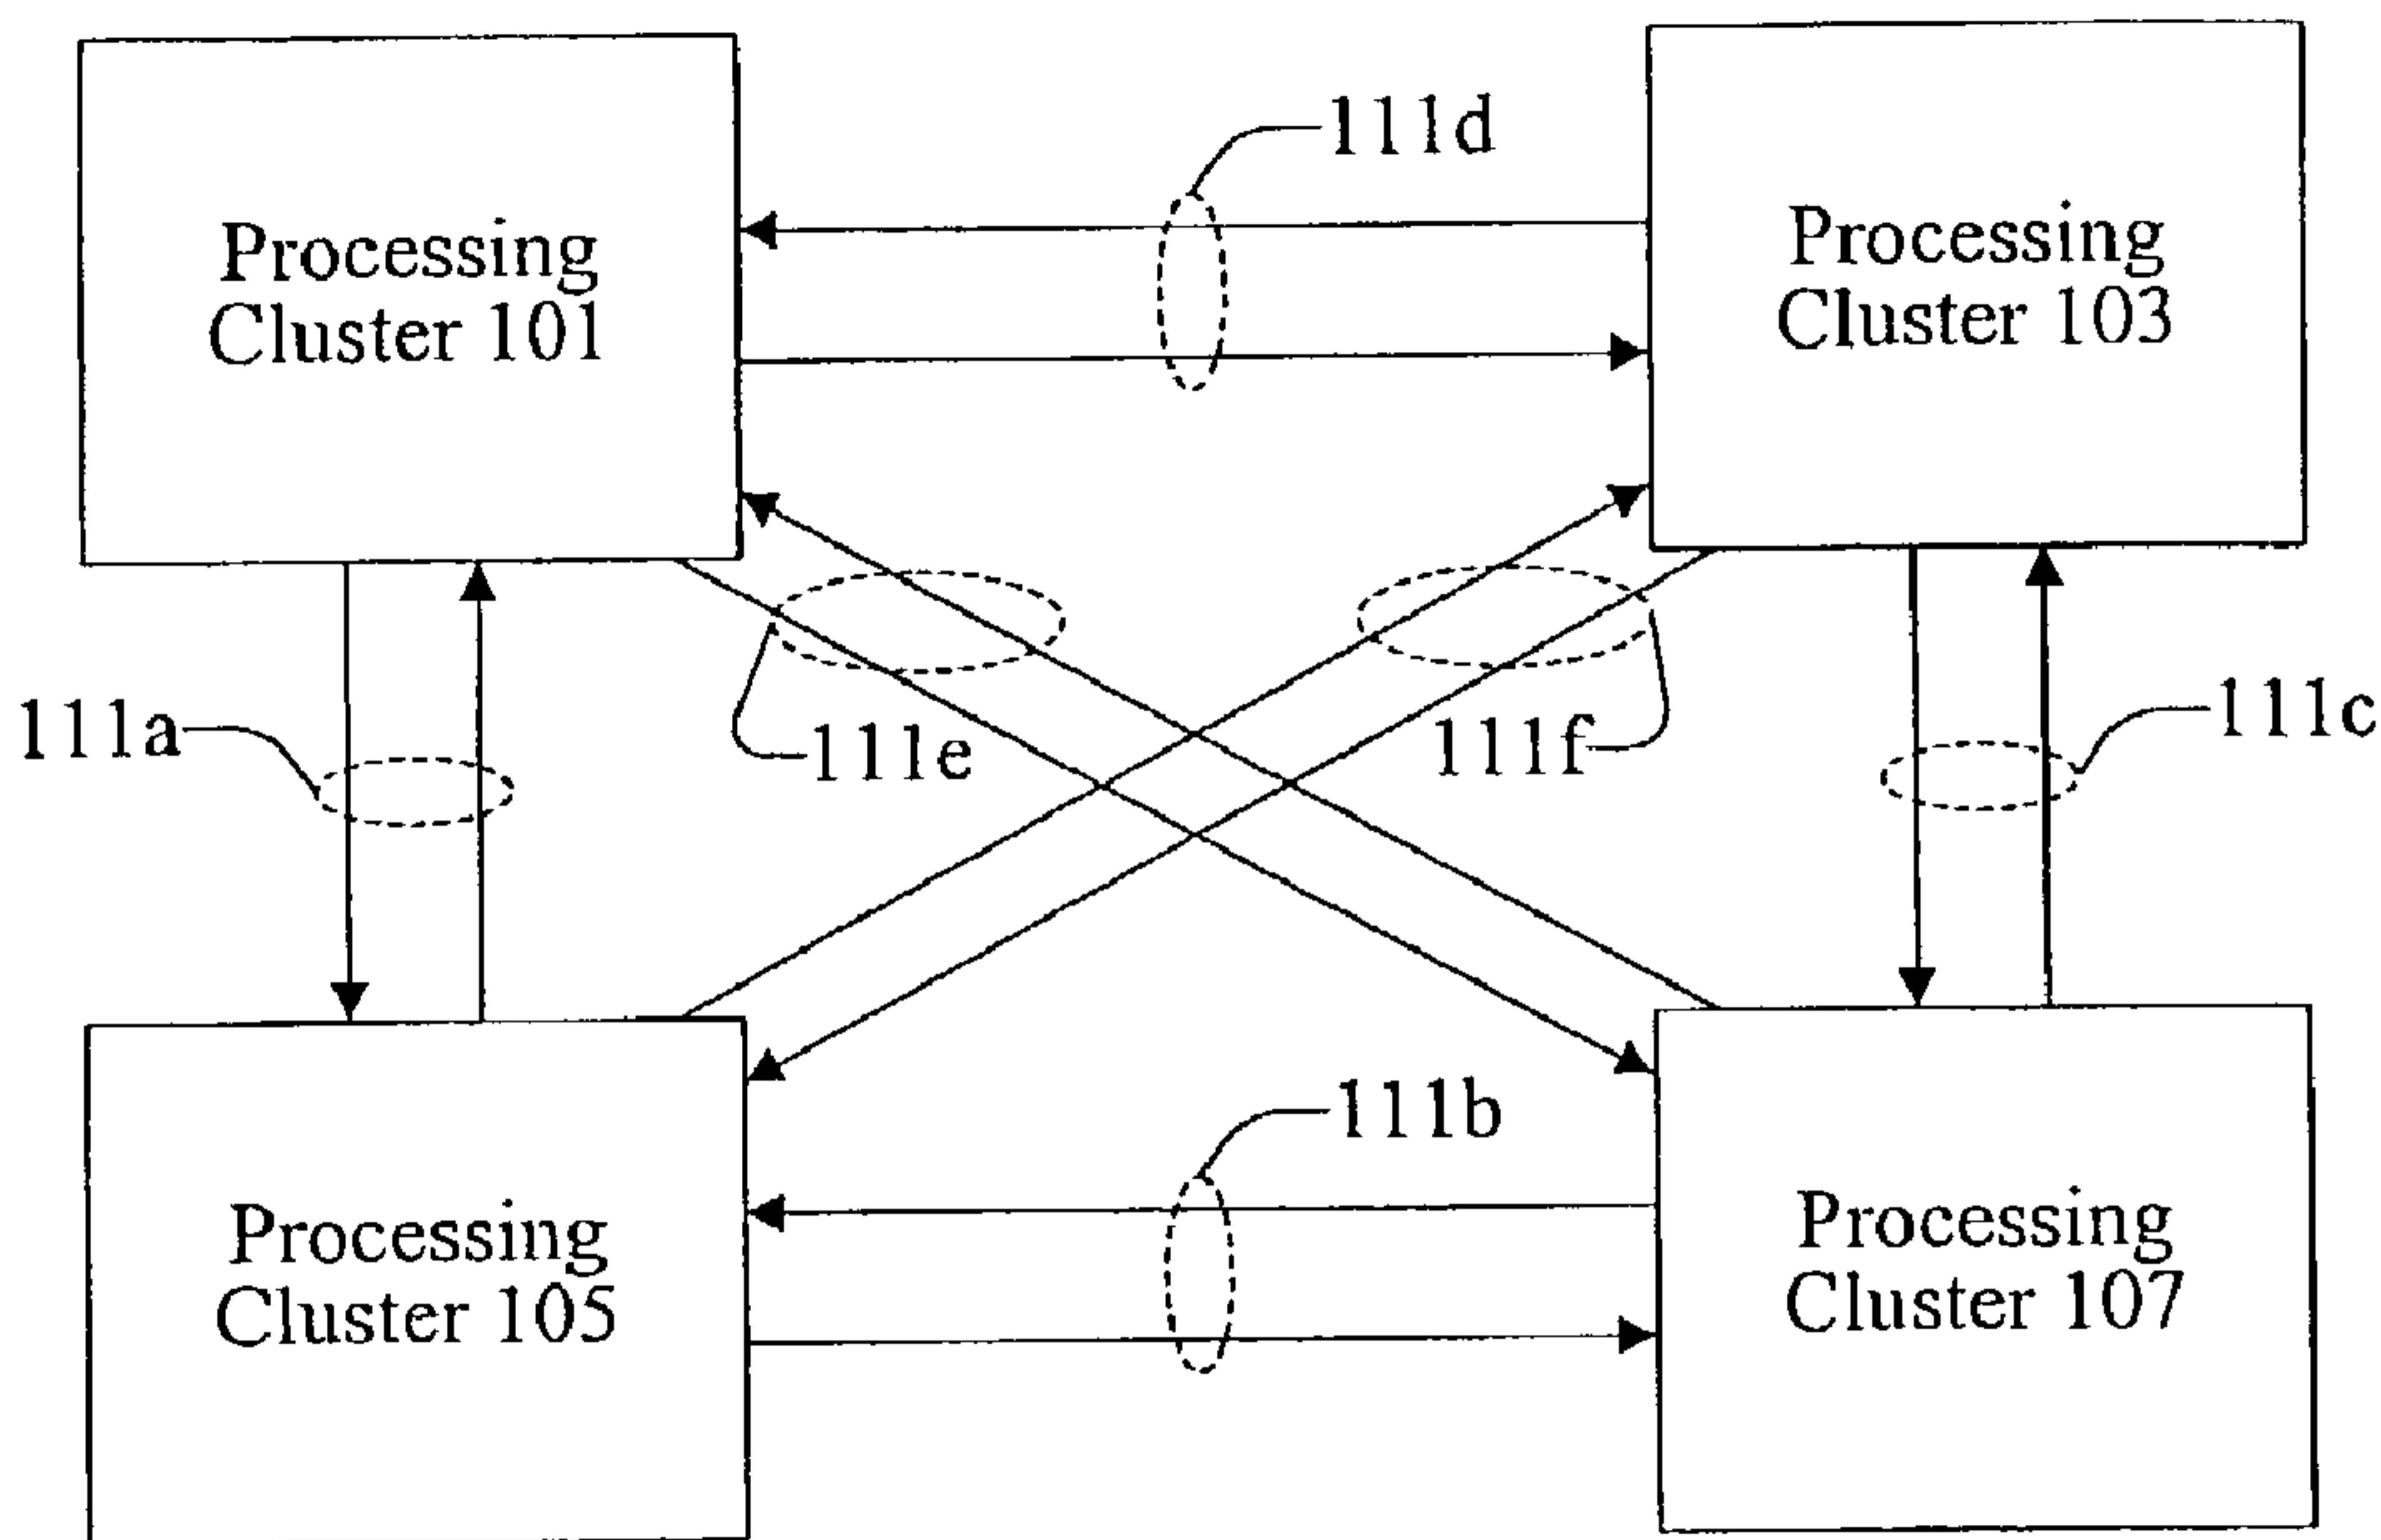 111d
Processing
Cluster 101
Processing
Cluster 103
111a
111e
111f
111c
111b
Processing
Cluster 105
Processing
Cluster 107